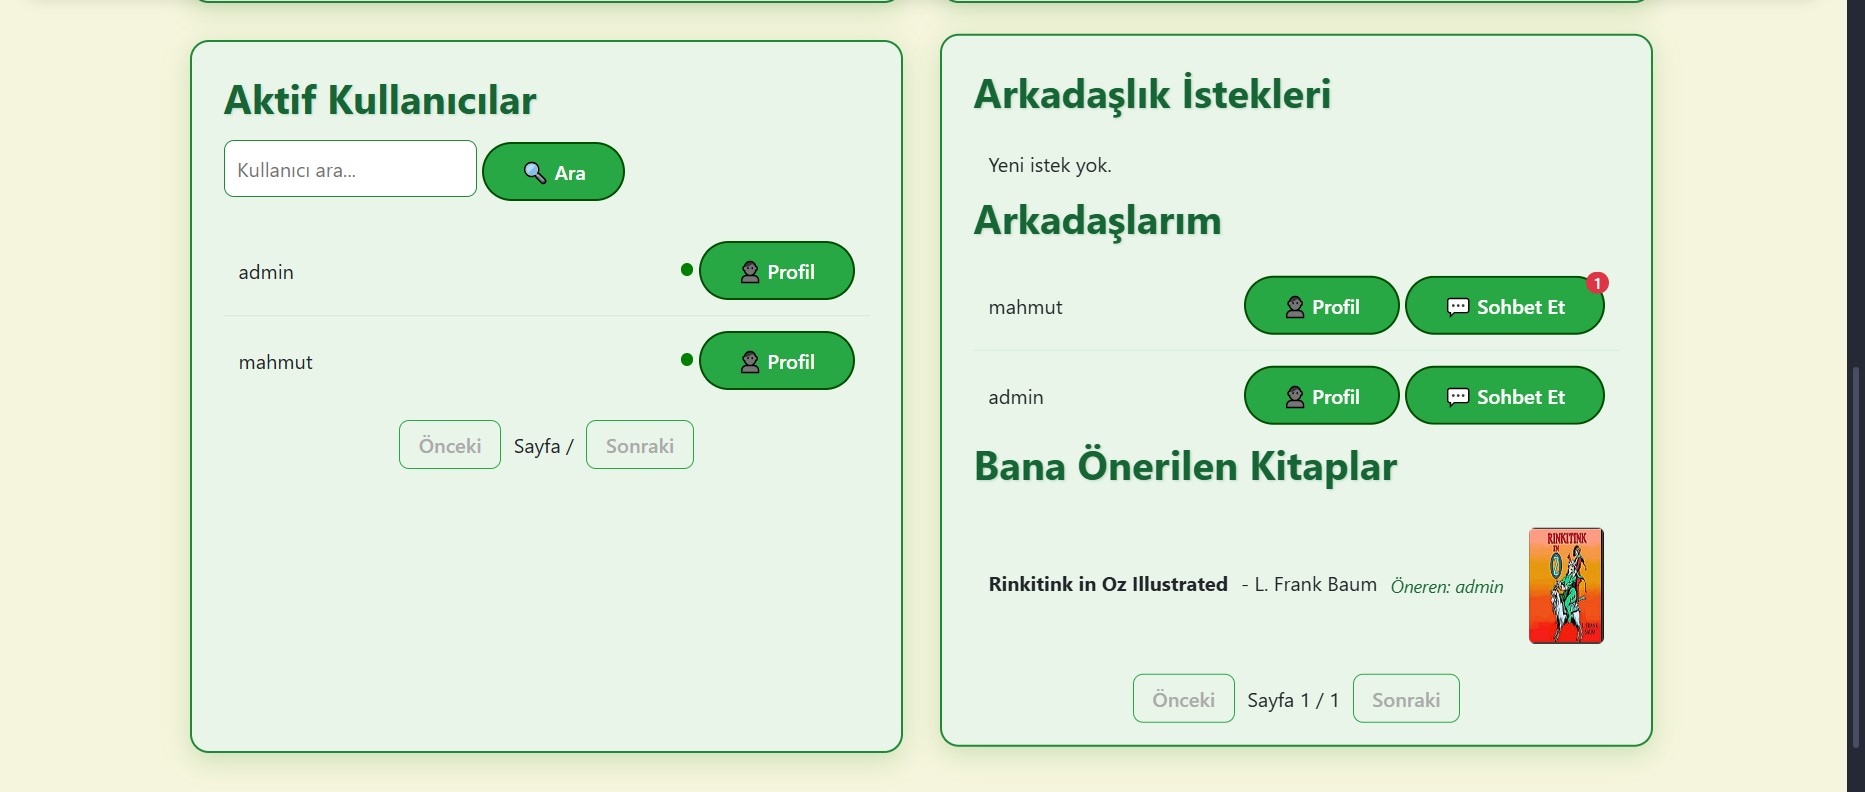 Aktif Kullanıcılar
Kullanıcı ara...
Ara
admin
Profil
mahmut
Profil
Önceki Sayfa / Sonraki
Arkadaşlık İstekleri
Yeni istek yok.
Arkadaşlarım
mahmut
Profil
Sohbet Et
1
admin
Profil
Sohbet Et
Bana Önerilen Kitaplar
Rinkitink in Oz Illustrated - L. Frank Baum Öneren: admin
RINKITINK
IN
OZ
Önceki Sayfa 1 / 1 Sonraki